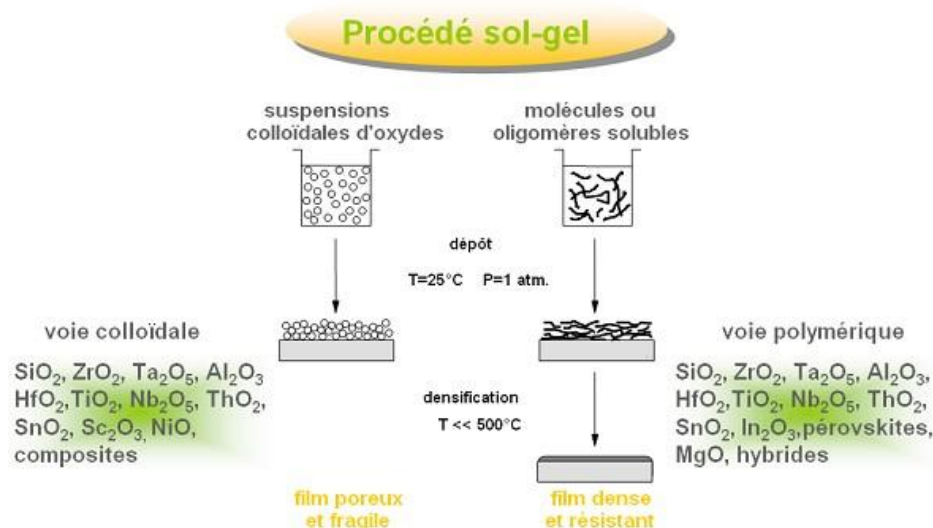 Procédé sol-gel
suspensions
colloïdales d'oxydes
molécules ou
oligomères solubles
dépôt
T=25°C P=1 atm.
voie colloïdale
SiO₂, ZrO₂, Ta₂O₅, Al₂O₃
HfO₂,TiO₂, Nb₂O₅, ThO₂,
SnO₂, Sc₂O₃, NiO,
composites
voie polymérique
SiO₂, ZrO₂, Ta₂O₅, Al₂O₃,
HfO₂,TiO₂, Nb₂O₅, ThO₂,
SnO₂, In₂O₃,pérovskites,
MgO, hybrides
densification
T << 500°C
film poreux
et fragile
film dense
et résistant